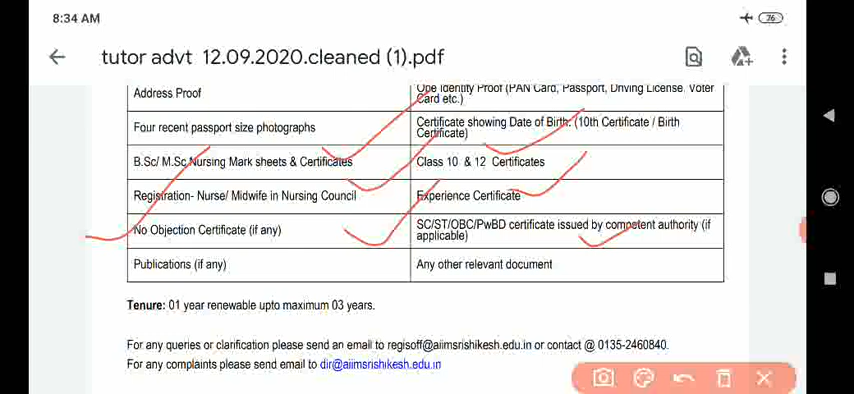 8:34 AM
76
tutor advt 12.09.2020.cleaned (1).pdf
Address Proof
One Identity Proof (PAN Card, Passport, Driving License. Voter
Card etc.)
Four recent passport size photographs
Certificate showing Date of Birth. (10th Certificate / Birth
Certificate)
B.Sc/ M.Sc Nursing Mark sheets & Certificates
Class 10 & 12 Certificates
Registration- Nurse/ Midwife in Nursing Council
Experience Certificate
No Objection Certificate (if any)
SC/ST/OBC/PwBD certificate issued by competent authority (if
applicable)
Publications (if any)
Any other relevant document
Tenure: 01 year renewable upto maximum 03 years.
For any queries or clarification please send an email to regisoff@aiimsrishikesh.edu.in or contact @ 0135-2460840.
For any complaints please send email to dir@aiimsrishikesh.edu.in